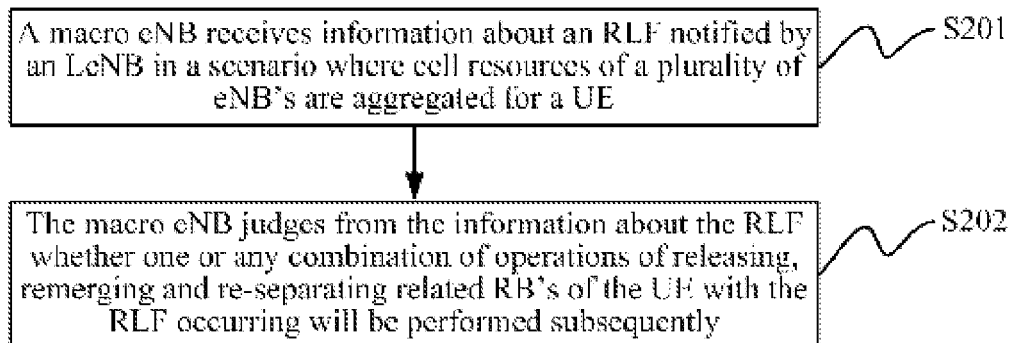 A macro eNB receives information about an RLF notified by
an LeNB in a scenario where cell resources of a plurality of
eNB's are aggregated for a UE
S201
The macro eNB judges from the information about the RLF
whether one or any combination of operations of releasing,
remerging and re-separating related RB's of the UE with the
RLF occurring will be performed subsequently
S202